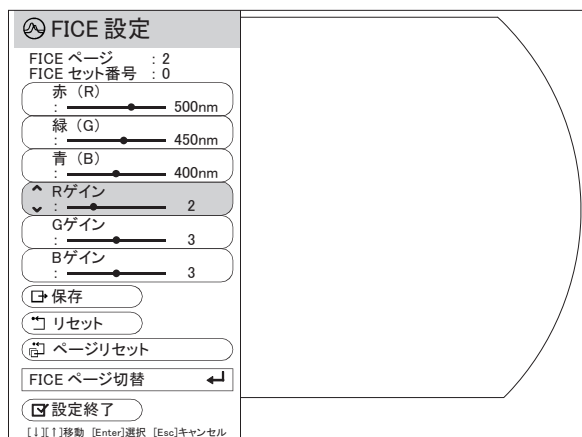 FICE 設定
FICE ページ : 2
FICE セット番号 : 0
赤（R）
: 500nm
緑（G）
: 450nm
青（B）
: 400nm
Rゲイン
: 2
Gゲイン
: 3
Bゲイン
: 3
保存
リセット
ページリセット
FICE ページ切替
設定終了
[↓][↑]移動 [Enter]選択 [Esc]キャンセル